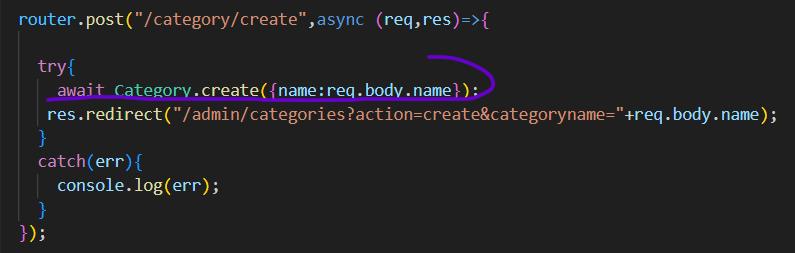 router.post("/category/create",async (req,res)=>{
try{
await Category.create({name:req.body.name});
res.redirect("/admin/categories?action=create&categoryname="+req.body.name);
}
catch(err){
console.log(err);
}
});